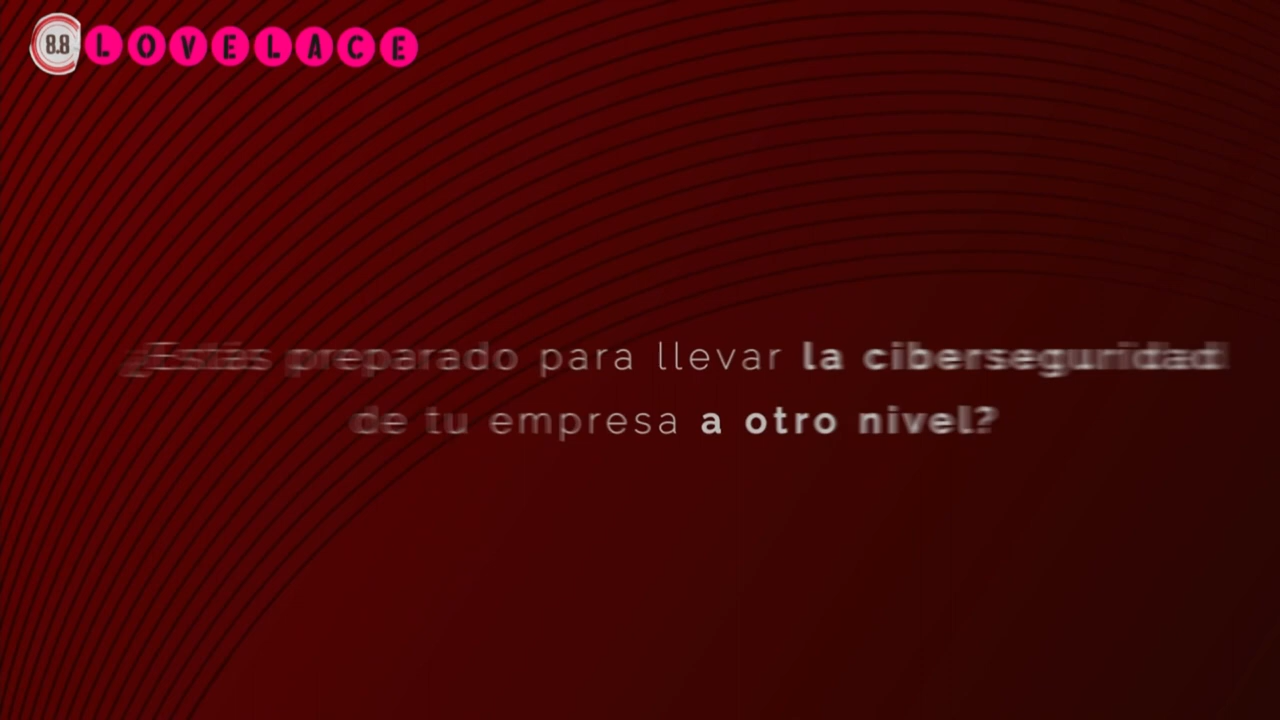 8.8 LOVELACE
¿Estás preparado para llevar la ciberseguridad
de tu empresa a otro nivel?